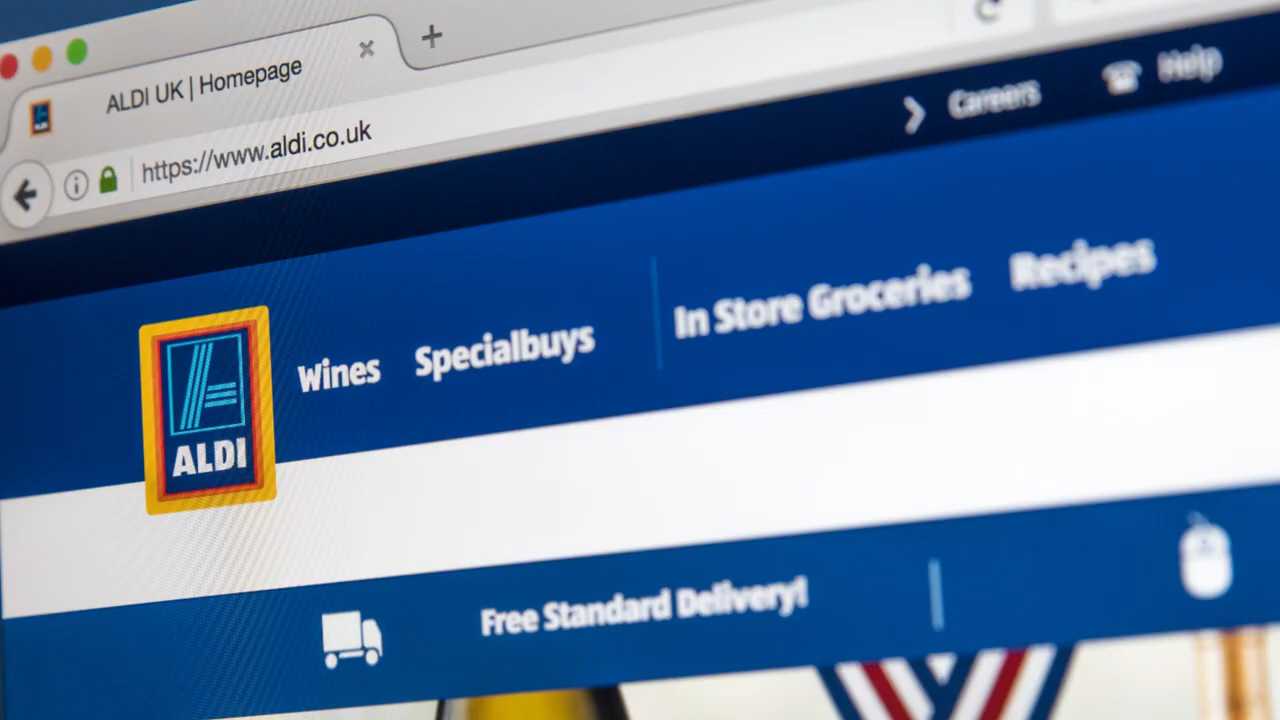 ALDI UK | Homepage
https://www.aldi.co.uk
Careers
Help
Wines
Specialbuys
In Store Groceries
Recipes
ALDI
Free Standard Delivery!